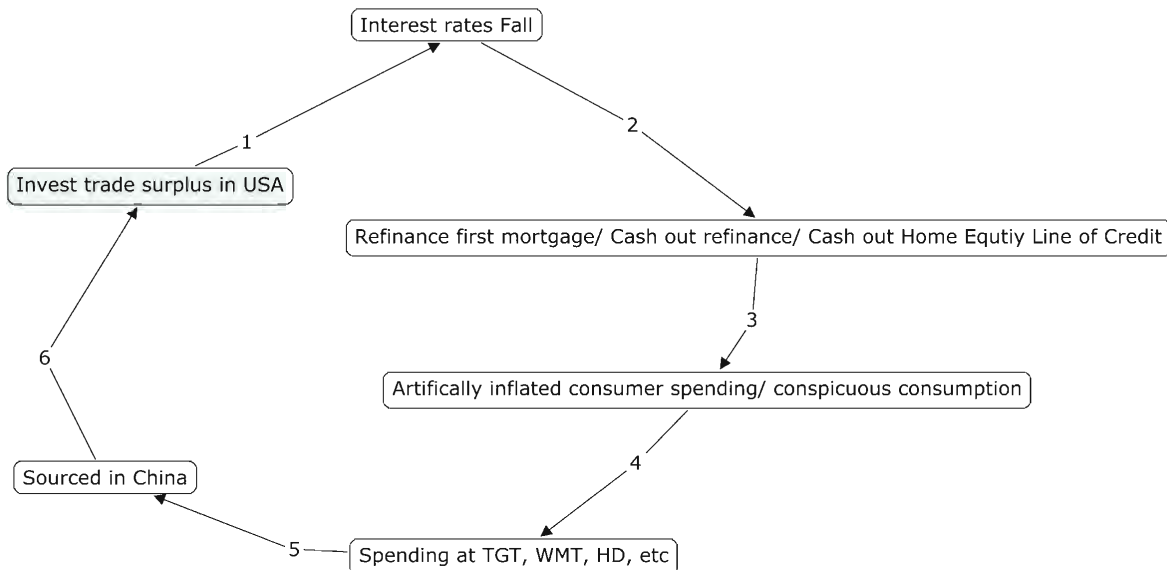 Interest rates Fall
1
2
Invest trade surplus in USA
Refinance first mortgage/ Cash out refinance/ Cash out Home Equtiy Line of Credit
3
6
Artifically inflated consumer spending/ conspicuous consumption
4
Sourced in China
5
Spending at TGT, WMT, HD, etc